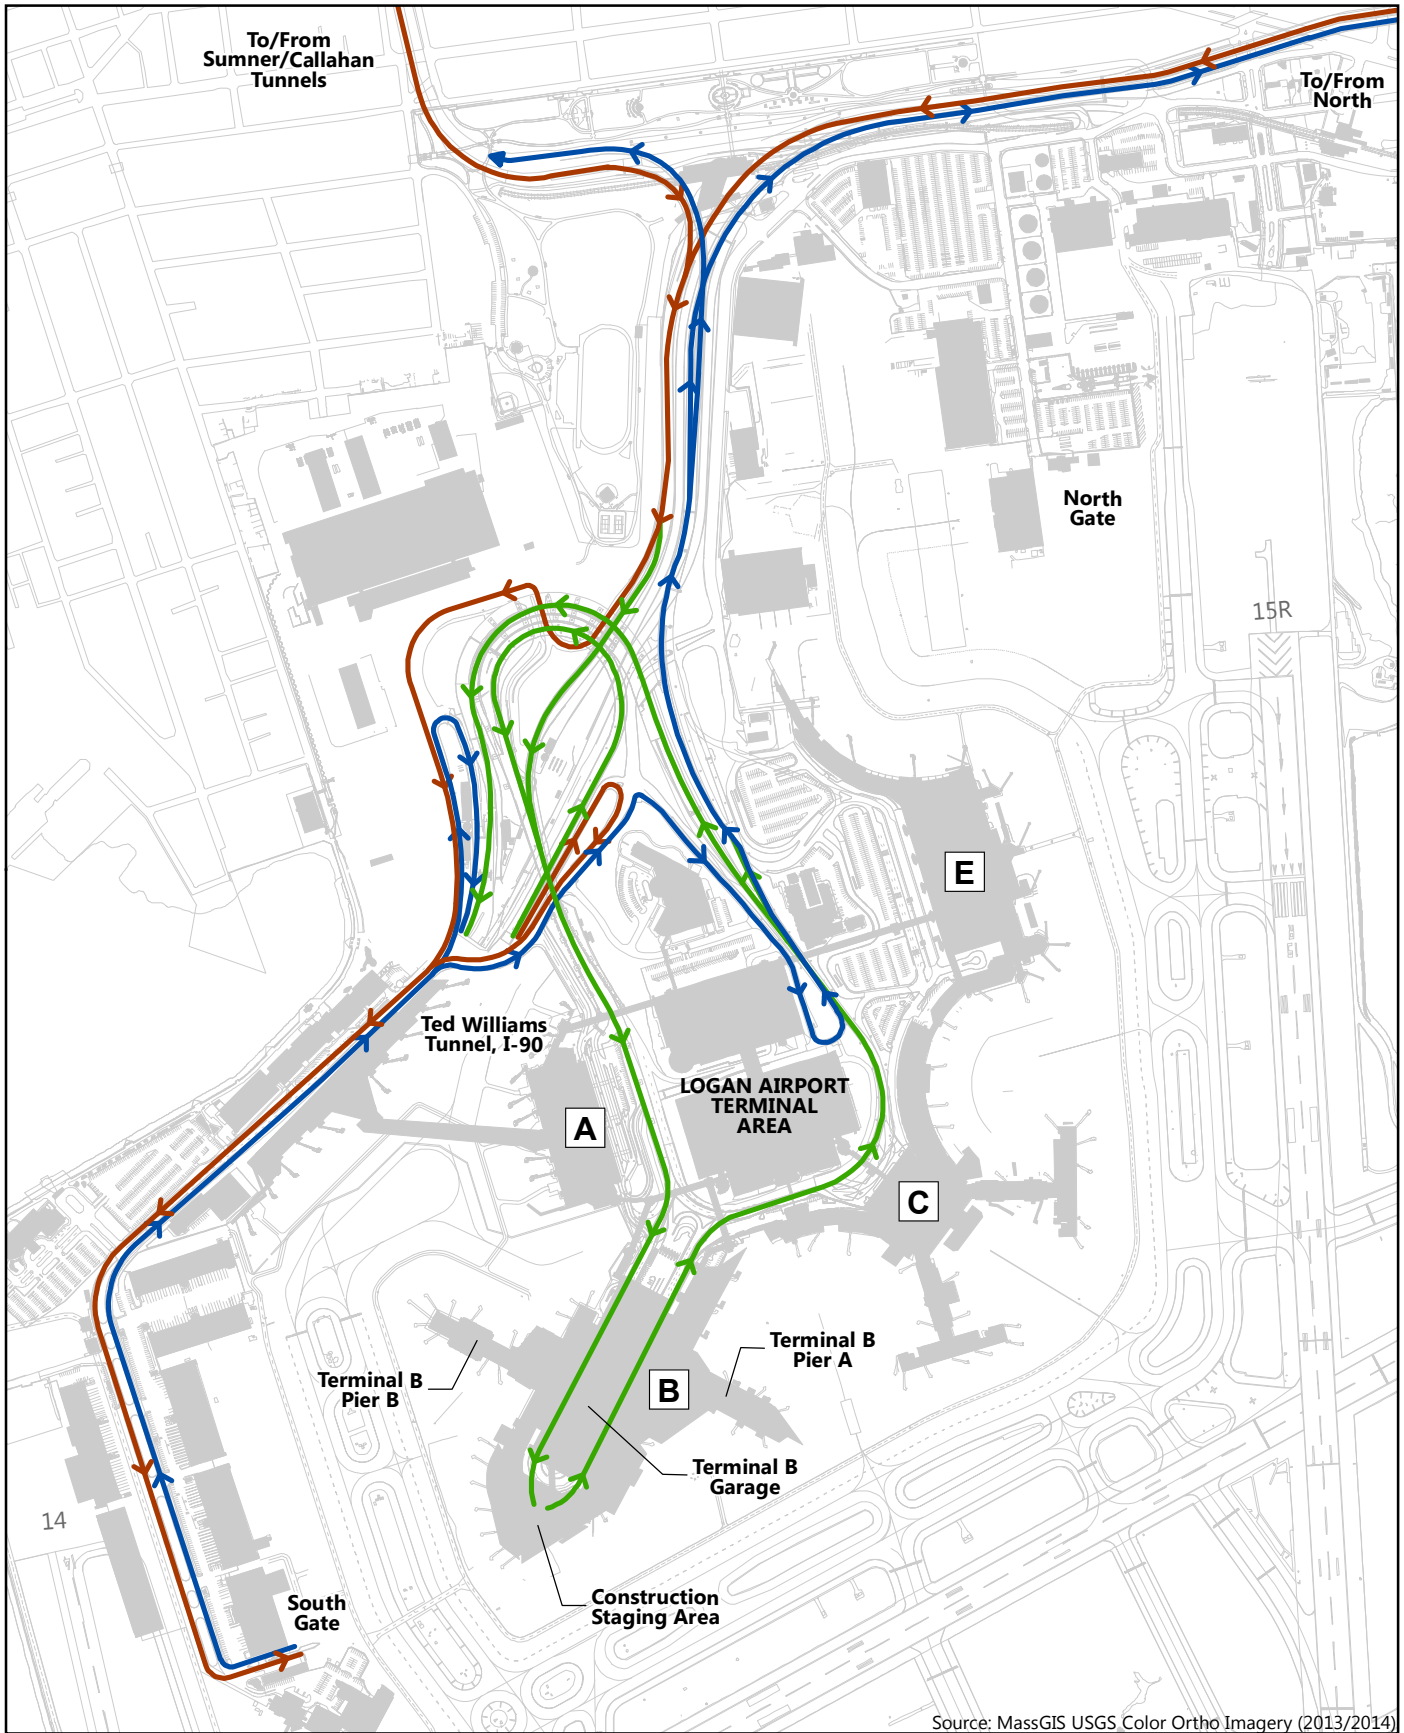 To/From
Sumner/Callahan
Tunnels
To/From
North
North
Gate
15R
E
Ted Williams
Tunnel, I-90
LOGAN AIRPORT
TERMINAL
AREA
A
C
Terminal B
Pier A
Terminal B
Pier B
B
Terminal B
Garage
14
Construction
Staging Area
South
Gate
Source: MassGIS USGS Color Ortho Imagery (2013/2014)